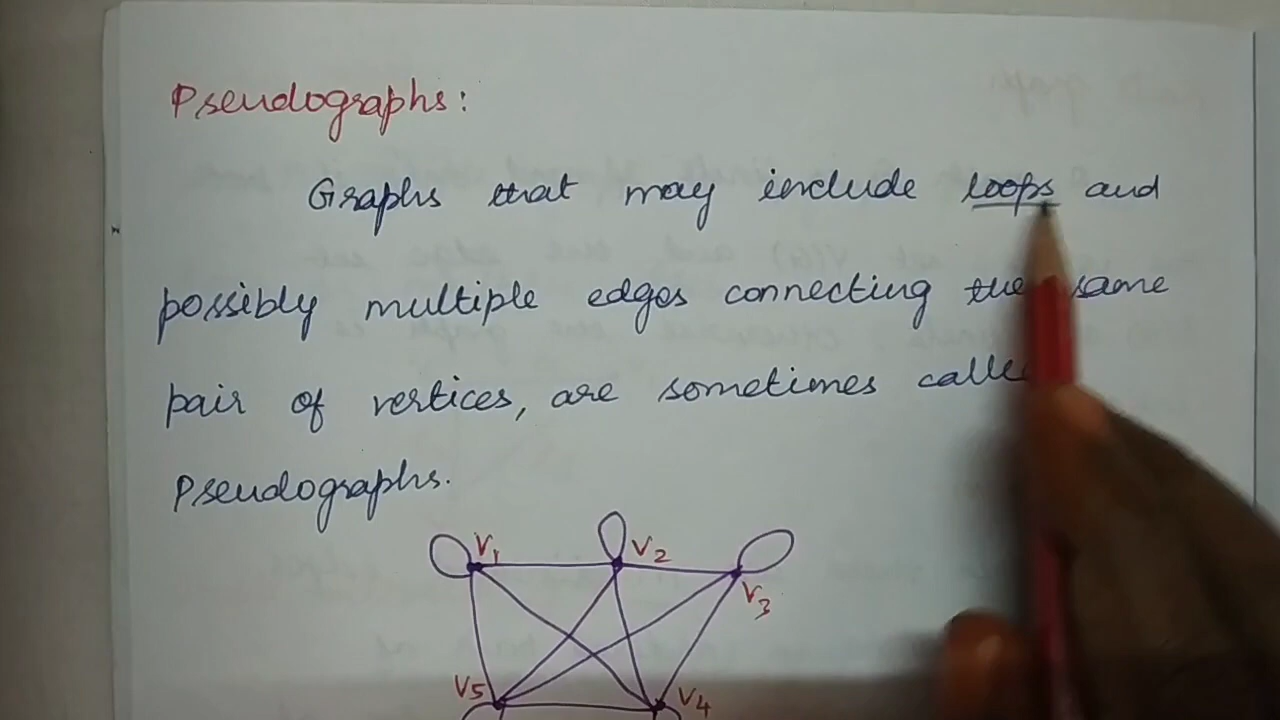 Pseudographs:
Graphs that may include loops and
possibly multiple edges connecting the same
pair of vertices, are sometimes
Pseudographs.
V1 V2
V3
V5 V4